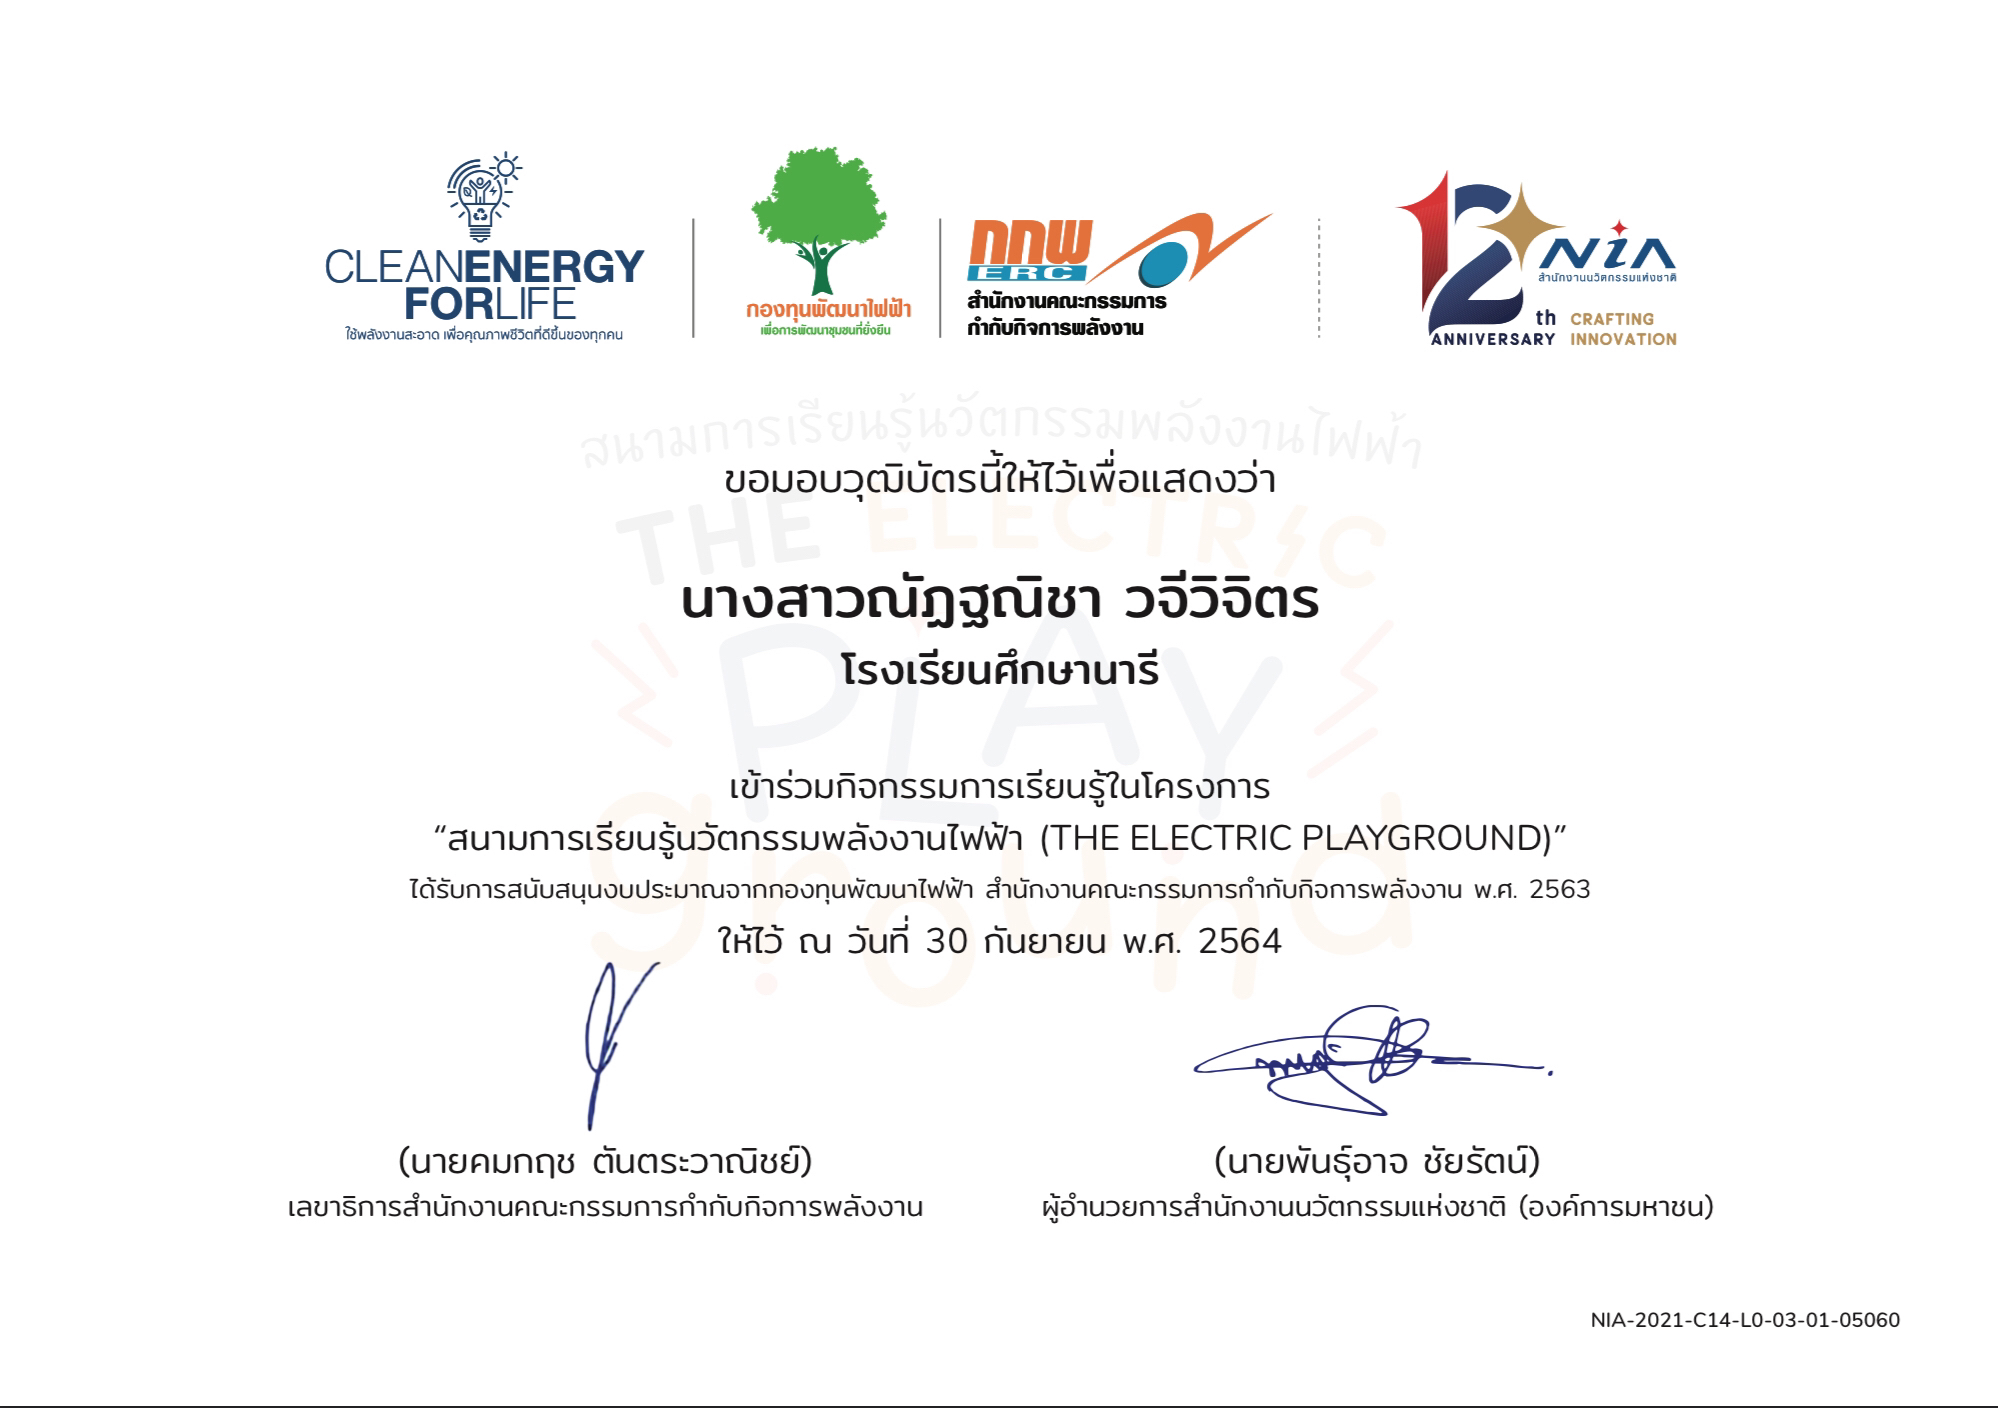 CLEANENERGY
FORLIFE
ใช้พลังงานสะอาด เพื่อคุณภาพชีวิตที่ดีขึ้นของทุกคน
กองทุนพัฒนาไฟฟ้า
เพื่อการพัฒนาชุมชนที่ยั่งยืน
กกพ
ERC
สำนักงานคณะกรรมการ
กำกับกิจการพลังงาน
12
NiA
สำนักงานนวัตกรรมแห่งชาติ
th
ANNIVERSARY
CRAFTING
INNOVATION
สนามการเรียนรู้นวัตกรรมพลังงานไฟฟ้า
ขอมอบวุฒิบัตรนี้ให้ไว้เพื่อแสดงว่า
THE ELECTRIC
นางสาวณัฏฐณิชา วจีวิจิตร
โรงเรียนศึกษานารี
PLAY
เข้าร่วมกิจกรรมการเรียนรู้ในโครงการ
“สนามการเรียนรู้นวัตกรรมพลังงานไฟฟ้า (THE ELECTRIC PLAYGROUND)”
ground
ได้รับการสนับสนุนงบประมาณจากกองทุนพัฒนาไฟฟ้า สำนักงานคณะกรรมการกำกับกิจการพลังงาน พ.ศ. 2563
ให้ไว้ ณ วันที่ 30 กันยายน พ.ศ. 2564
(นายคมกฤช ตันตระวาณิชย์)
เลขาธิการสำนักงานคณะกรรมการกำกับกิจการพลังงาน
(นายพันธุ์อาจ ชัยรัตน์)
ผู้อำนวยการสำนักงานนวัตกรรมแห่งชาติ (องค์การมหาชน)
NIA-2021-C14-L0-03-01-05060